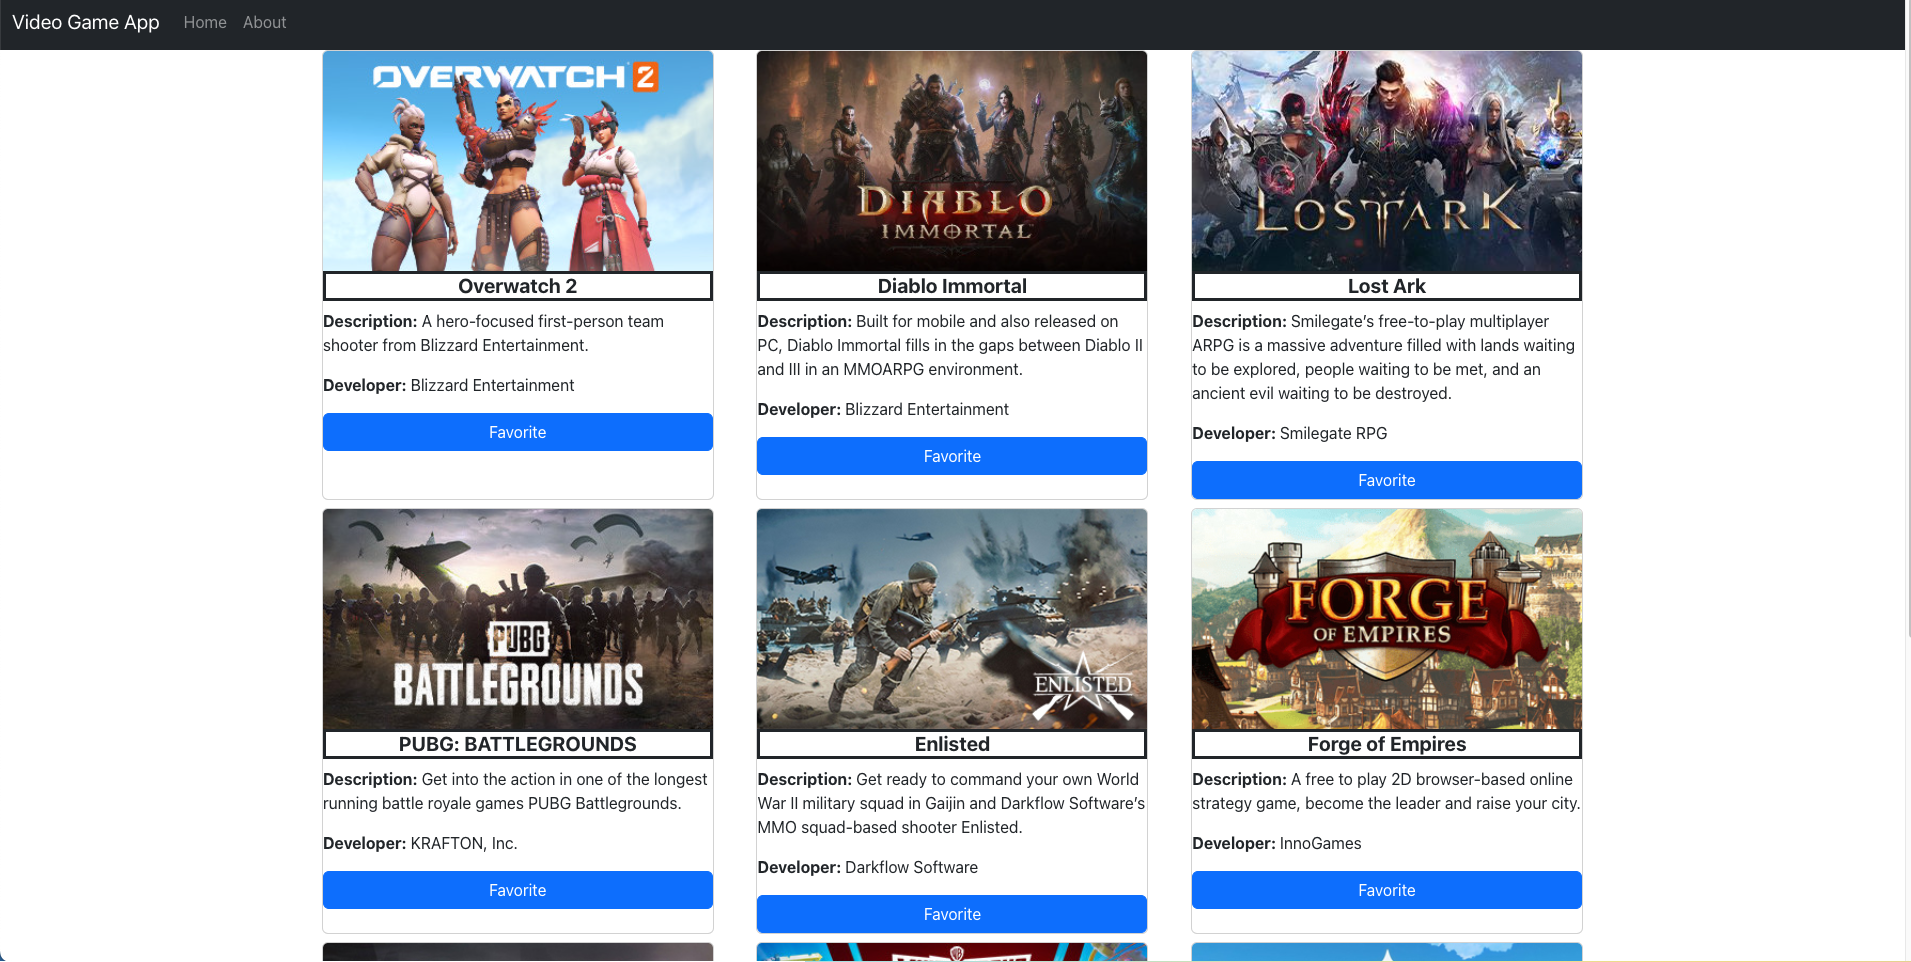 Video Game App Home About
OVERWATCH 2
DIABLO
IMMORTAL
LOST ARK
Overwatch 2
Diablo Immortal
Lost Ark
Description: A hero-focused first-person team
shooter from Blizzard Entertainment.
Developer: Blizzard Entertainment
Favorite
Description: Built for mobile and also released on
PC, Diablo Immortal fills in the gaps between Diablo II
and III in an MMOARPG environment.
Developer: Blizzard Entertainment
Favorite
Description: Smilegate’s free-to-play multiplayer
ARPG is a massive adventure filled with lands waiting
to be explored, people waiting to be met, and an
ancient evil waiting to be destroyed.
Developer: Smilegate RPG
Favorite
PUBG
BATTLEGROUNDS
ENLISTED
FORGE
OF EMPIRES
PUBG: BATTLEGROUNDS
Enlisted
Forge of Empires
Description: Get into the action in one of the longest
running battle royale games PUBG Battlegrounds.
Developer: KRAFTON, Inc.
Favorite
Description: Get ready to command your own World
War II military squad in Gaijin and Darkflow Software’s
MMO squad-based shooter Enlisted.
Developer: Darkflow Software
Favorite
Description: A free to play 2D browser-based online
strategy game, become the leader and raise your city.
Developer: InnoGames
Favorite